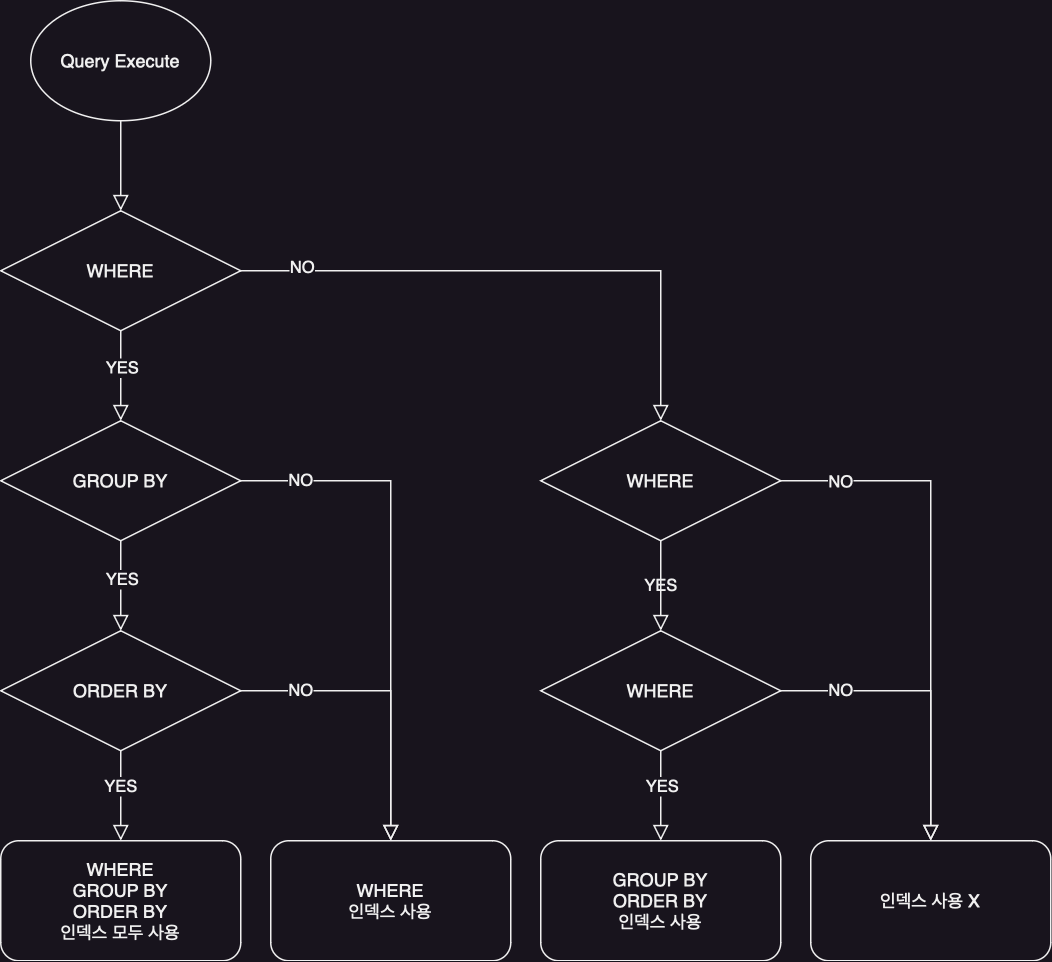 Query Execute
WHERE
NO
YES
GROUP BY
NO
WHERE
NO
YES
YES
ORDER BY
NO
WHERE
NO
YES
YES
WHERE
GROUP BY
ORDER BY
인덱스 모두 사용
WHERE
인덱스 사용
GROUP BY
ORDER BY
인덱스 사용
인덱스 사용 X